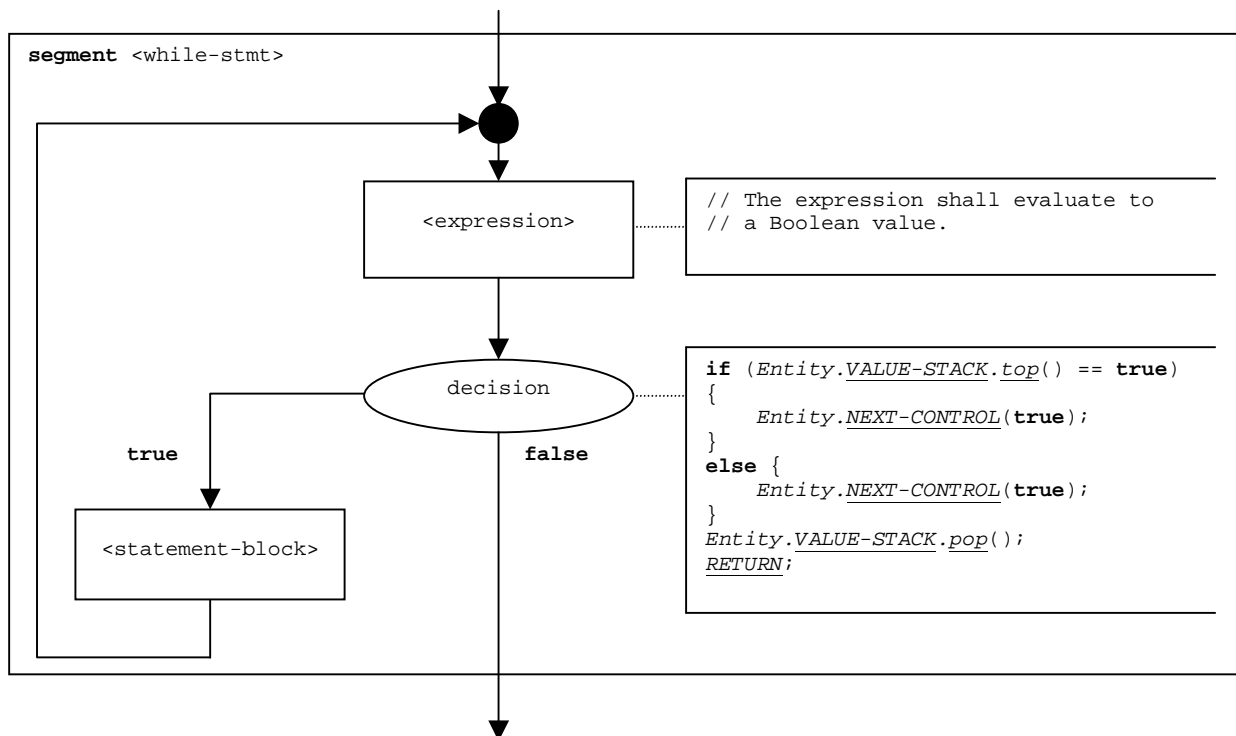 segment <while-stmt>
<expression>
// The expression shall evaluate to
// a Boolean value.
decision
true
false
if (Entity.VALUE-STACK.top() == true)
{
    Entity.NEXT-CONTROL(true);
}
else {
    Entity.NEXT-CONTROL(true);
}
Entity.VALUE-STACK.pop();
RETURN;
<statement-block>